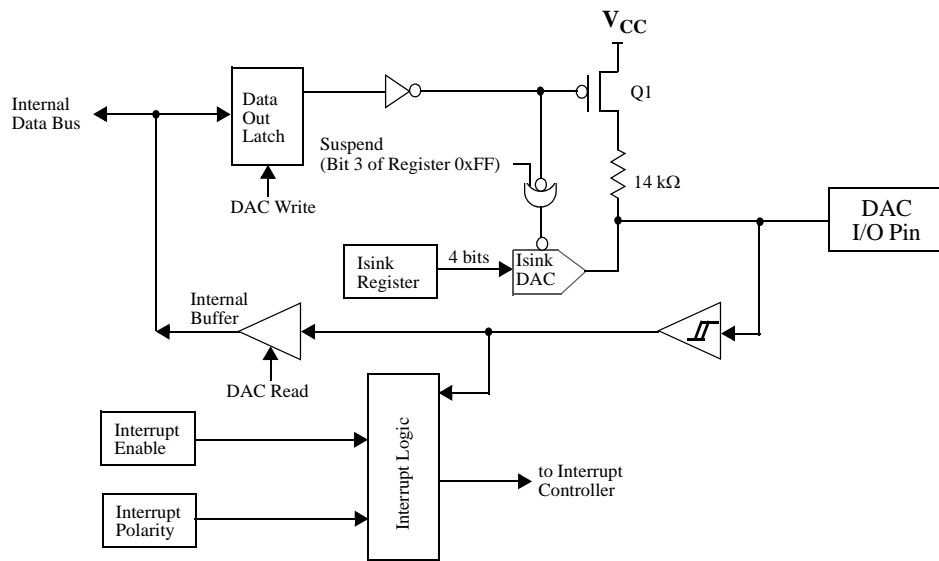 V_CC
Internal
Data Bus
Data
Out
Latch
Q1
Suspend
(Bit 3 of Register 0xFF)
14 kΩ
DAC Write
DAC
I/O Pin
Isink
Register
4 bits
Isink
DAC
Internal
Buffer
DAC Read
Interrupt
Enable
Interrupt Logic
to Interrupt
Controller
Interrupt
Polarity